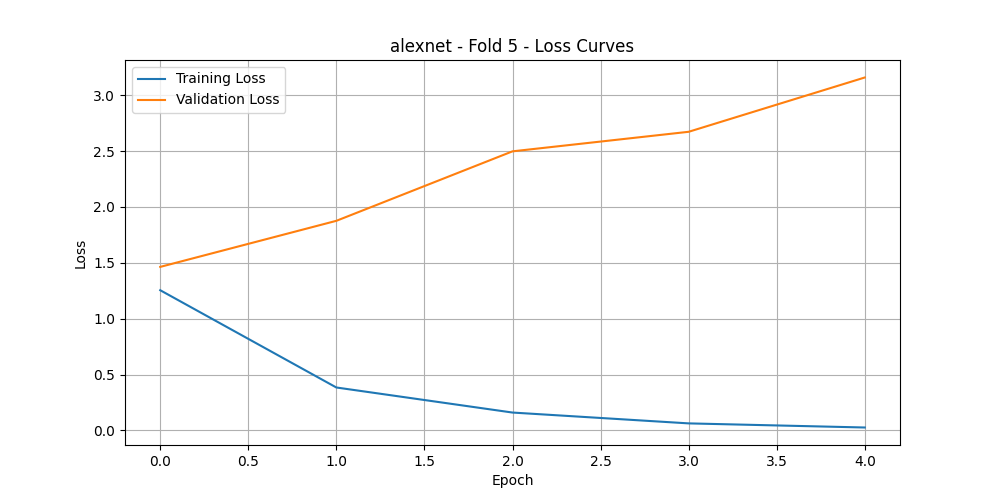 alexnet - Fold 5 - Loss Curves
Training Loss
Validation Loss
3.0
2.5
2.0
1.5
1.0
0.5
0.0
Loss
0.0 0.5 1.0 1.5 2.0 2.5 3.0 3.5 4.0
Epoch